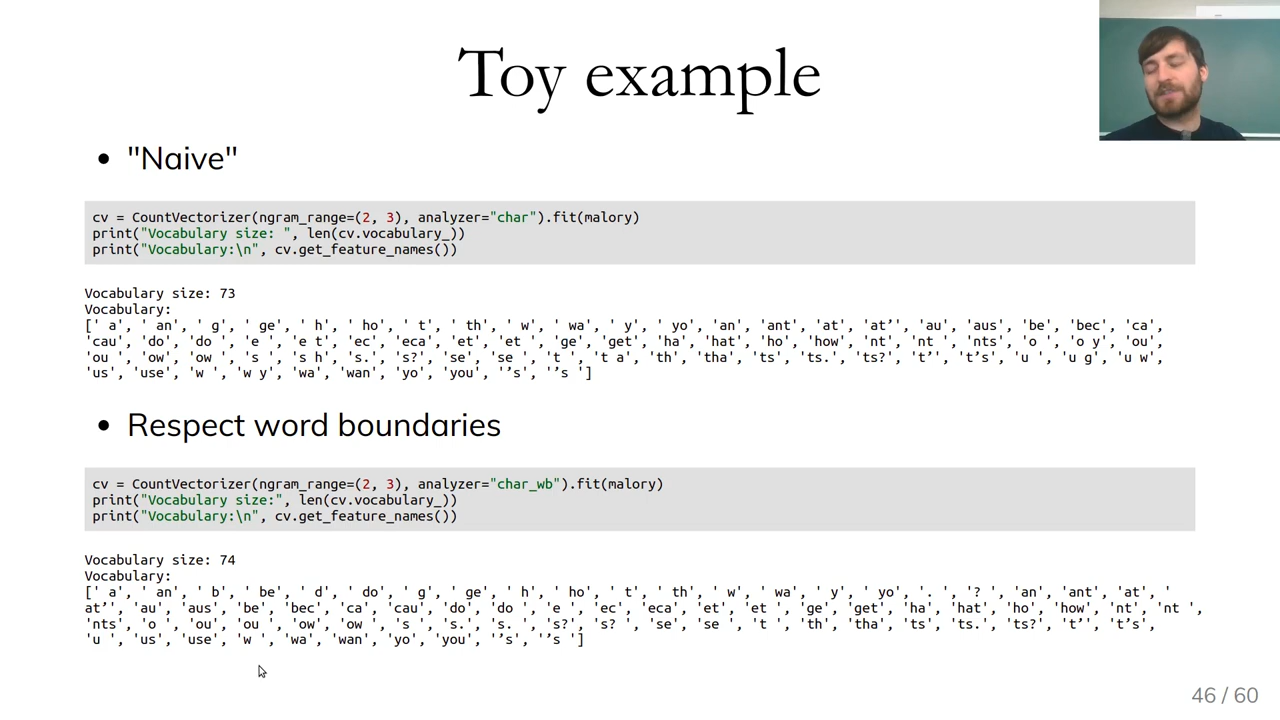 Toy example
• "Naive"
cv = CountVectorizer(ngram_range=(2, 3), analyzer="char").fit(malory)
print("Vocabulary size: ", len(cv.vocabulary_))
print("Vocabulary:\n", cv.get_feature_names())
Vocabulary size: 73
Vocabulary:
[' a', ' an', ' g', ' ge', ' h', ' ho', ' t', ' th', ' w', ' wa', ' y', ' yo', 'an', 'ant', 'at', 'at’', 'au', 'aus', 'be', 'bec', 'ca',
'cau', 'do', 'do ', 'e ', 'e t', 'ec', 'eca', 'et', 'et ', 'ge', 'get', 'ha', 'hat', 'ho', 'how', 'nt', 'nt ', 'nts', 'o ', 'o y', 'ou',
'ou ', 'ow', 'ow ', 's ', 's h', 's.', 's?', 'se', 'se ', 't ', 't a', 'th', 'tha', 'ts', 'ts.', 'ts?', 't’', 't’s', 'u ', 'u g', 'u w',
'us', 'use', 'w ', 'w y', 'wa', 'wan', 'yo', 'you', '’s', '’s ']
• Respect word boundaries
cv = CountVectorizer(ngram_range=(2, 3), analyzer="char_wb").fit(malory)
print("Vocabulary size:", len(cv.vocabulary_))
print("Vocabulary:\n", cv.get_feature_names())
Vocabulary size: 74
Vocabulary:
[' a', ' an', ' b', ' be', ' d', ' do', ' g', ' ge', ' h', ' ho', ' t', ' th', ' w', ' wa', ' y', ' yo', '. ', '? ', 'an', 'ant', 'at', '
at’', 'au', 'aus', 'be', 'bec', 'ca', 'cau', 'do', 'do ', 'e ', 'ec', 'eca', 'et', 'et ', 'ge', 'get', 'ha', 'hat', 'ho', 'how', 'nt', 'nt ',
'nts', 'o ', 'ou', 'ou ', 'ow', 'ow ', 's ', 's.', 's. ', 's?', 's? ', 'se', 'se ', 't ', 'th', 'tha', 'ts', 'ts.', 'ts?', 't’', 't’s',
'u ', 'us', 'use', 'w ', 'wa', 'wan', 'yo', 'you', '’s', '’s ']
46 / 60